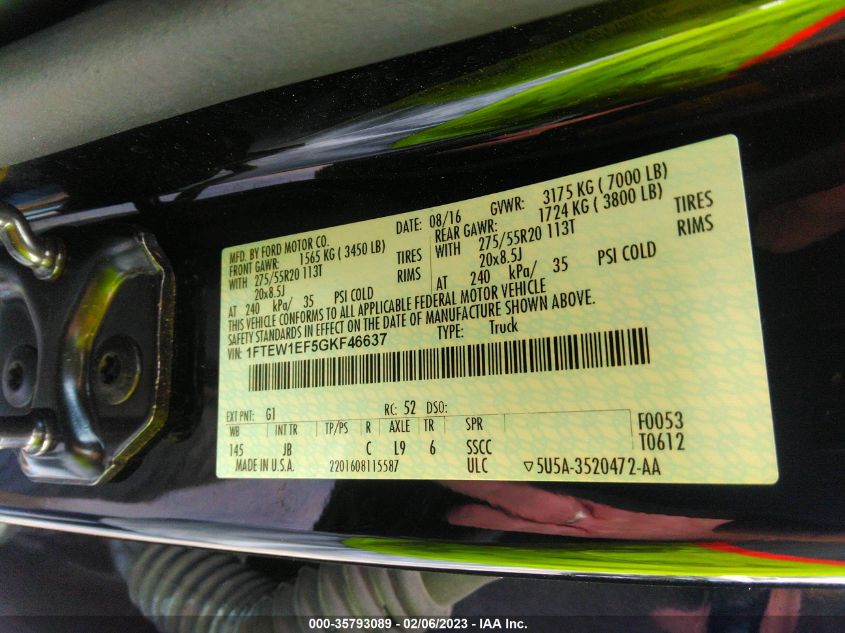 MFD. BY FORD MOTOR CO. DATE: 08/16 GVWR: 3175 KG ( 7000 LB)
FRONT GAWR: 1565 KG ( 3450 LB) REAR GAWR: 1724 KG ( 3800 LB)
WITH 275/55R20 113T TIRES WITH 275/55R20 113T TIRES
20x8.5J RIMS 20x8.5J RIMS
AT 240 kPa/ 35 PSI COLD AT 240 kPa/ 35 PSI COLD
THIS VEHICLE CONFORMS TO ALL APPLICABLE FEDERAL MOTOR VEHICLE
SAFETY STANDARDS IN EFFECT ON THE DATE OF MANUFACTURE SHOWN ABOVE.
VIN: 1FTEW1EF5GKF46637 TYPE: Truck
EXT PNT: G1 RC: 52 DSO:
WB INT TR TP/PS R AXLE TR SPR F0053
145 JB C L9 6 SSCC T0612
MADE IN U.S.A. 2201608115587 ULC ▽5U5A-3520472-AA
000-35793089 - 02/06/2023 - IAA Inc.